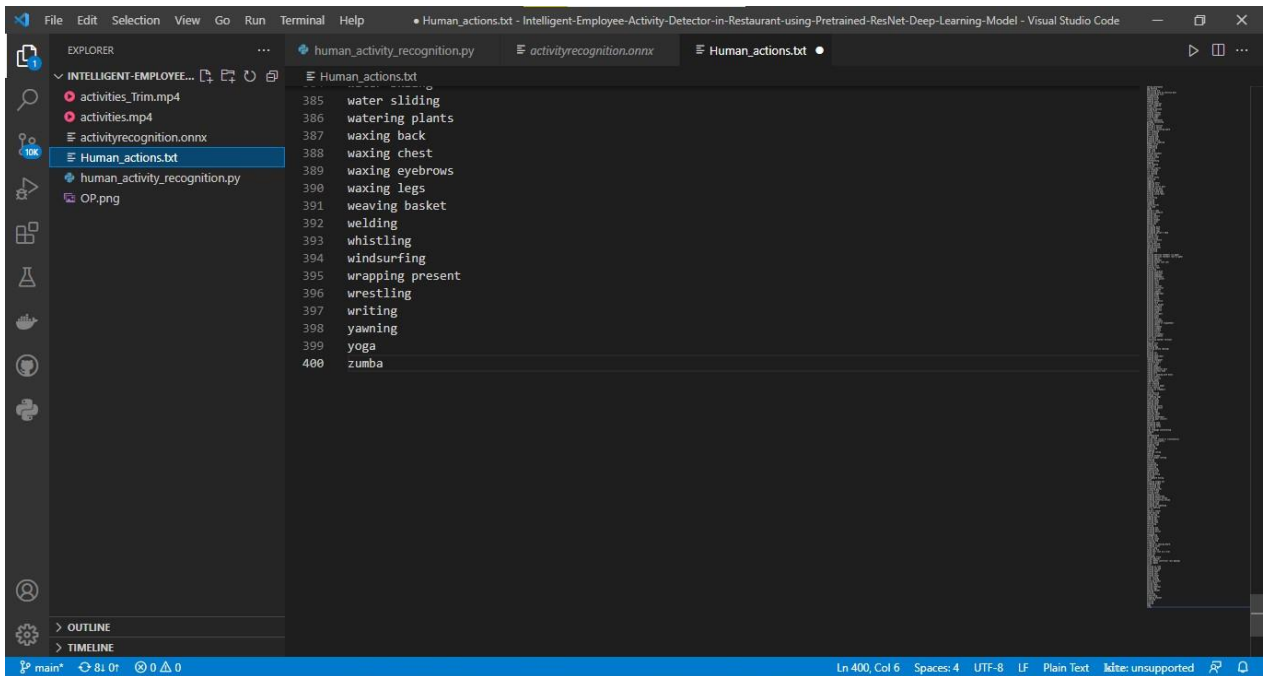 File Edit Selection View Go Run Terminal Help ● Human_actions.txt - Intelligent-Employee-Activity-Detector-in-Restaurant-using-Pretrained-ResNet-Deep-Learning-Model - Visual Studio Code
EXPLORER
human_activity_recognition.py activityrecognition.onnx Human_actions.txt ●
INTELLIGENT-EMPLOYEE...
activities_Trim.mp4
activities.mp4
activityrecognition.onnx
Human_actions.txt
human_activity_recognition.py
OP.png
1
10K
Human_actions.txt
385 water sliding
386 watering plants
387 waxing back
388 waxing chest
389 waxing eyebrows
390 waxing legs
391 weaving basket
392 welding
393 whistling
394 windsurfing
395 wrapping present
396 wrestling
397 writing
398 yawning
399 yoga
400 zumba
OUTLINE
TIMELINE
main* 8↓ 0↑ 0 0 Ln 400, Col 6 Spaces: 4 UTF-8 LF Plain Text kite: unsupported